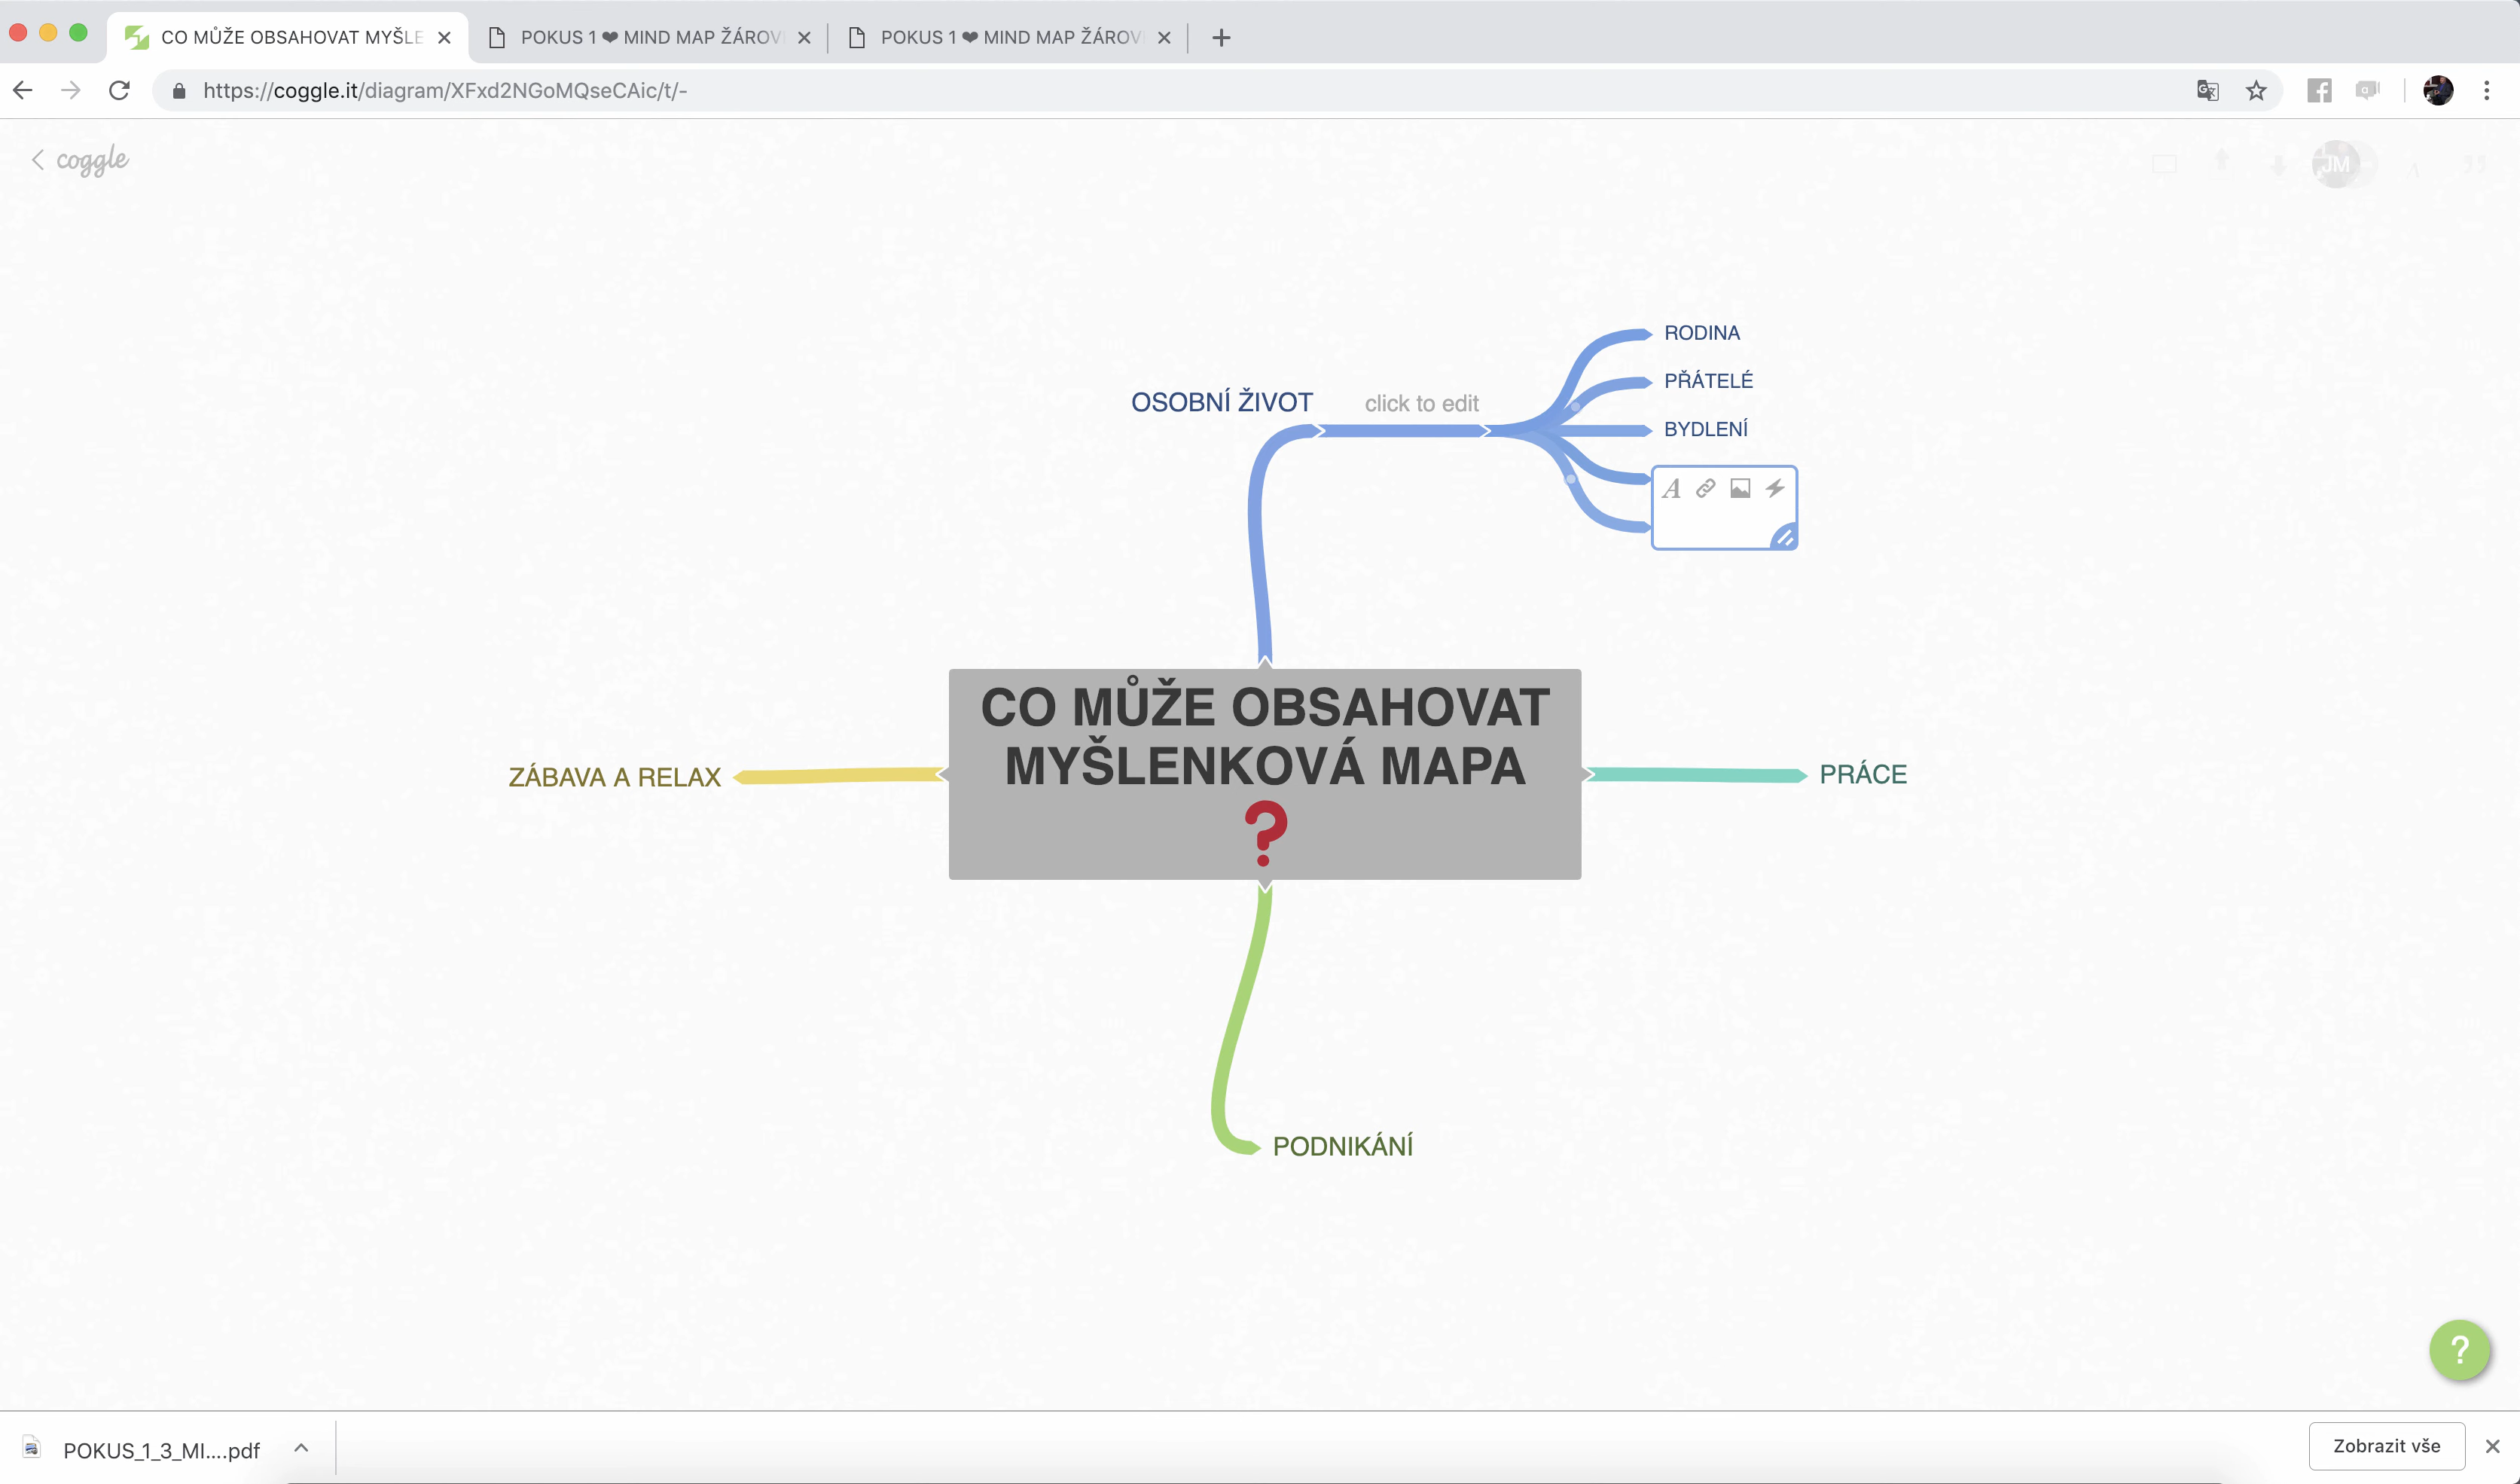 CO MŮŽE OBSAHOVAT MYŠLE
POKUS 1 ❤ MIND MAP ŽÁROV
POKUS 1 ❤ MIND MAP ŽÁROV
https://coggle.it/diagram/XFxd2NGoMQseCAic/t/-
coggle
JM
RODINA
PŘÁTELÉ
OSOBNÍ ŽIVOT
click to edit
BYDLENÍ
CO MŮŽE OBSAHOVAT
MYŠLENKOVÁ MAPA
?
ZÁBAVA A RELAX
PRÁCE
PODNIKÁNÍ
?
POKUS_1_3_MI....pdf
Zobrazit vše